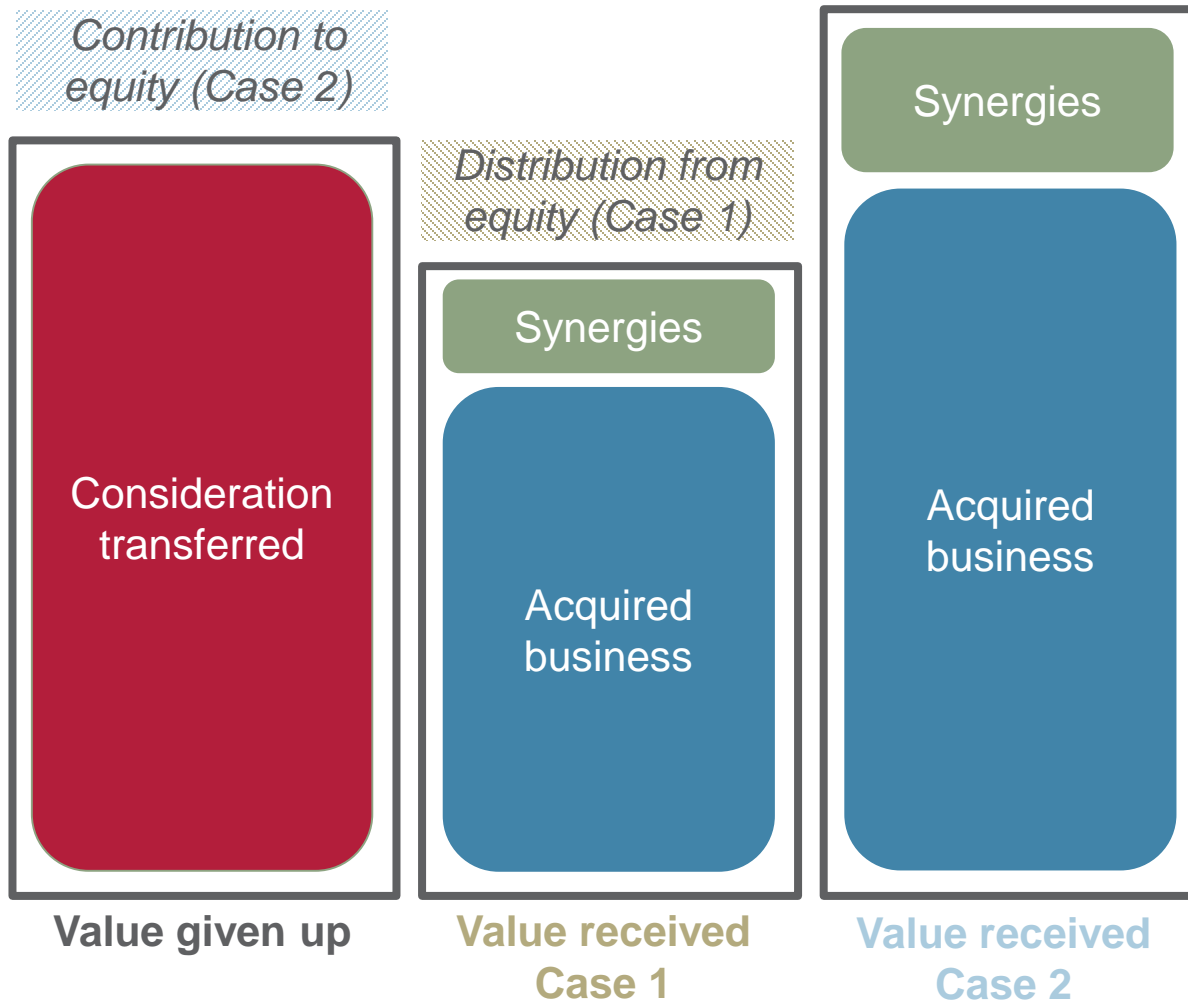 Contribution to
equity (Case 2)
Consideration
transferred
Value given up
Distribution from
equity (Case 1)
Synergies
Acquired
business
Value received
Case 1
Synergies
Acquired
business
Value received
Case 2